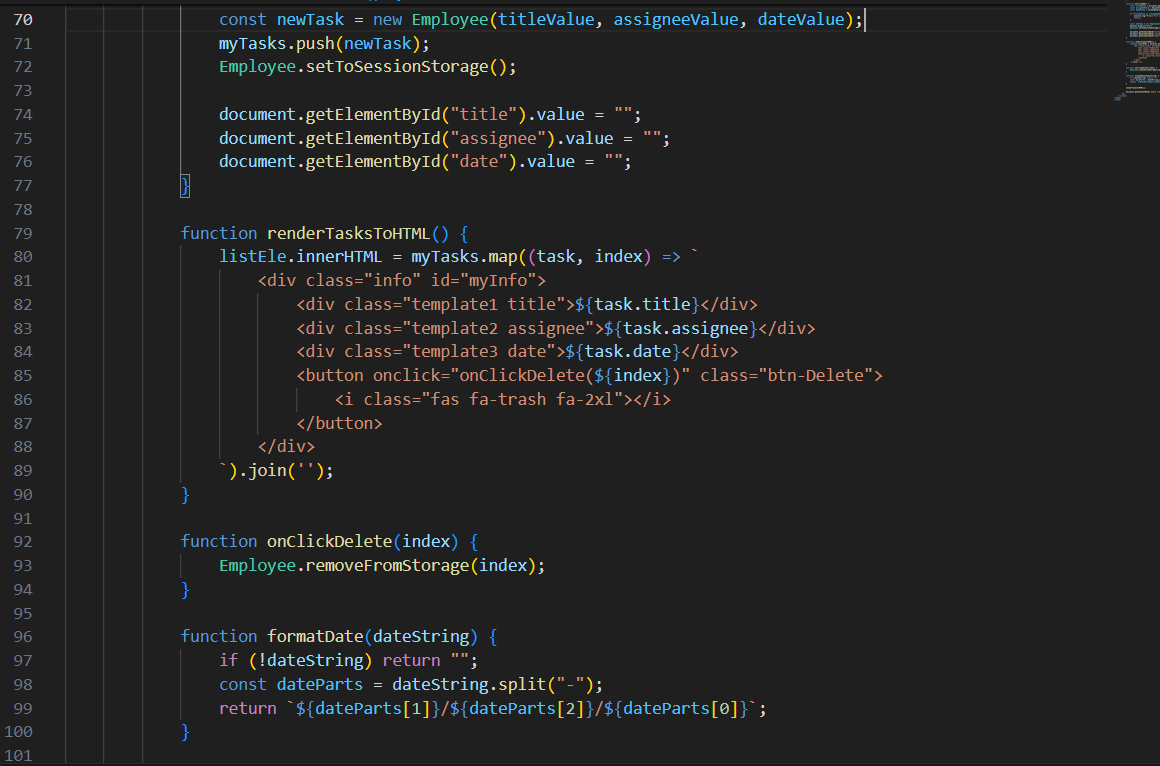 70 const newTask = new Employee(titleValue, assigneeValue, dateValue);
71 myTasks.push(newTask);
72 Employee.setToSessionStorage();
73
74 document.getElementById("title").value = "";
75 document.getElementById("assignee").value = "";
76 document.getElementById("date").value = "";
77 }
78
79 function renderTasksToHTML() {
80 listEle.innerHTML = myTasks.map((task, index) => `
81 <div class="info" id="myInfo">
82 <div class="template1 title">${task.title}</div>
83 <div class="template2 assignee">${task.assignee}</div>
84 <div class="template3 date">${task.date}</div>
85 <button onclick="onClickDelete(${index})" class="btn-Delete">
86 <i class="fas fa-trash fa-2xl"></i>
87 </button>
88 </div>
89 `).join('');
90 }
91
92 function onClickDelete(index) {
93 Employee.removeFromStorage(index);
94 }
95
96 function formatDate(dateString) {
97 if (!dateString) return "";
98 const dateParts = dateString.split("-");
99 return `${dateParts[1]}/${dateParts[2]}/${dateParts[0]}`;
100 }
101